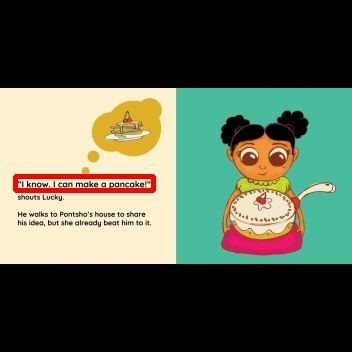 "I know. I can make a pancake!"
shouts Lucky.
He walks to Pontsho's house to share
his idea, but she already beat him to it.